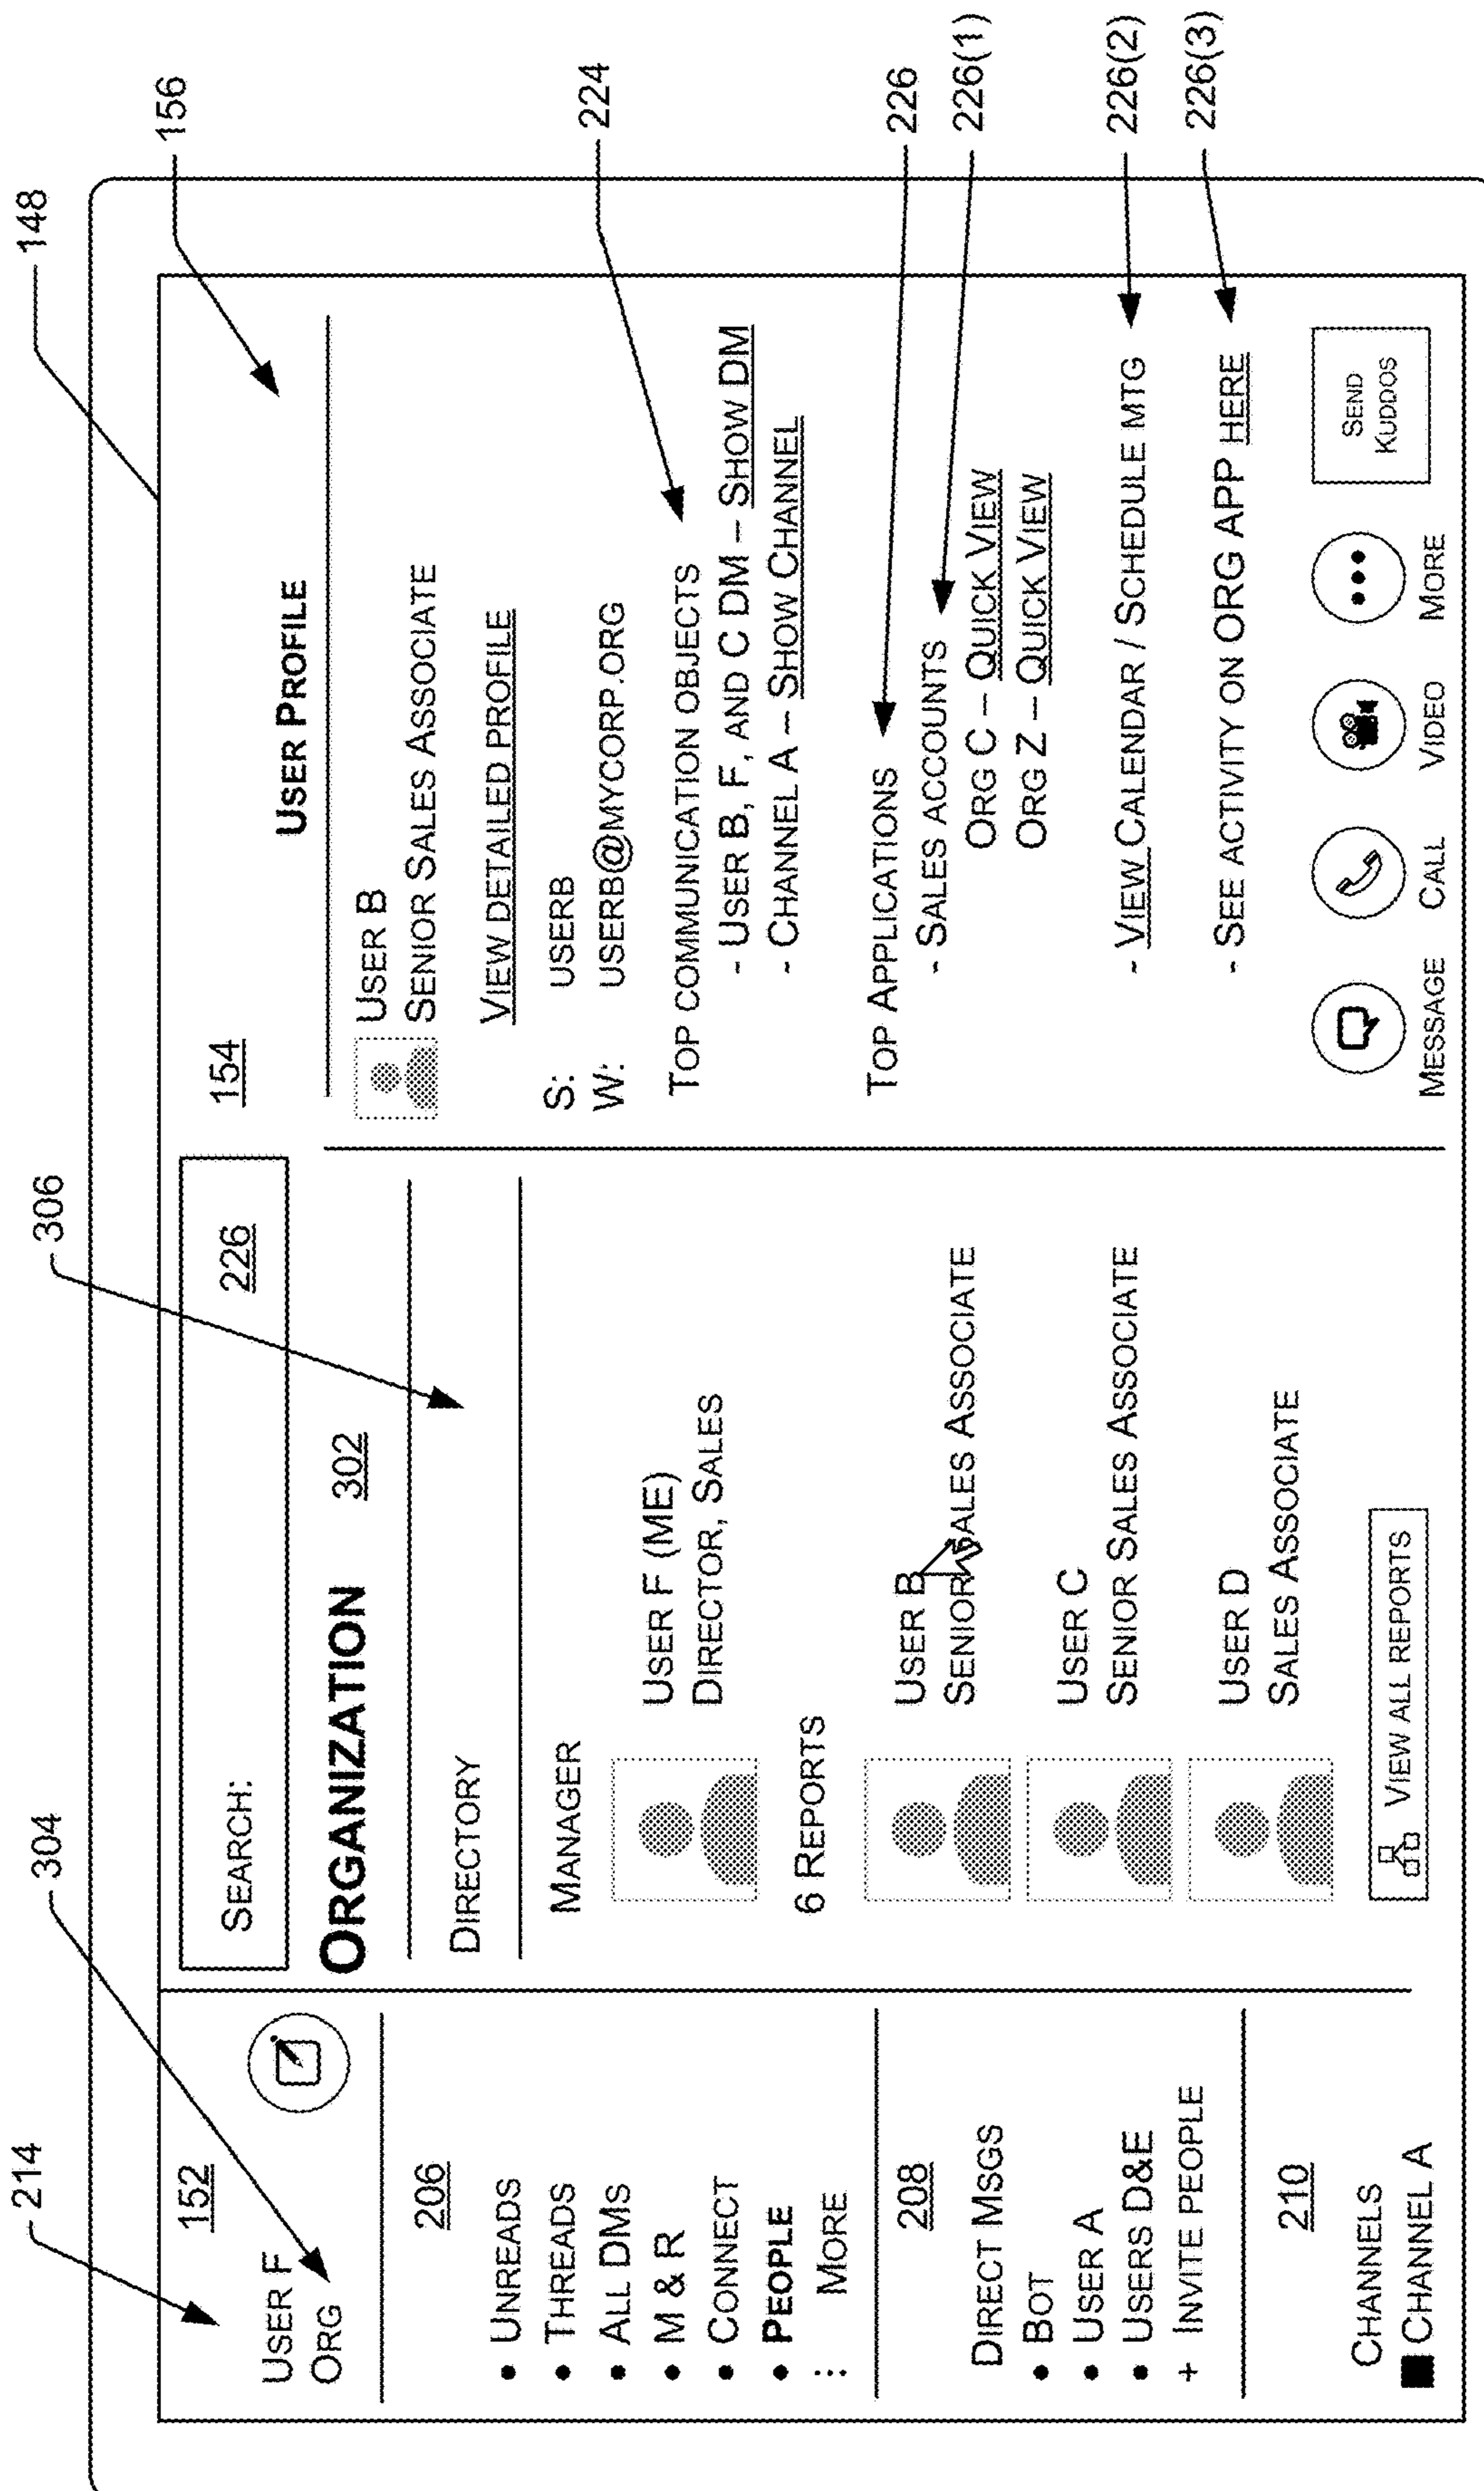 148
156
224
226
226(1)
226(2)
226(3)
306
304
214
152
USER F
ORG
206
• UNREADS
• THREADS
• ALL DMS
• M & R
• CONNECT
• PEOPLE
⋮ MORE
208
DIRECT MSGS
• BOT
• USER A
• USERS D&E
+ INVITE PEOPLE
210
CHANNELS
CHANNEL A
SEARCH: 226
ORGANIZATION 302
DIRECTORY
MANAGER
USER F (ME)
DIRECTOR, SALES
6 REPORTS
USER B
SENIOR SALES ASSOCIATE
USER C
SENIOR SALES ASSOCIATE
USER D
SALES ASSOCIATE
VIEW ALL REPORTS
154
USER PROFILE
USER B
SENIOR SALES ASSOCIATE
VIEW DETAILED PROFILE
S: USERB
W: USERB@MYCORP.ORG
TOP COMMUNICATION OBJECTS
- USER B, F, AND C DM – SHOW DM
- CHANNEL A – SHOW CHANNEL
TOP APPLICATIONS
- SALES ACCOUNTS
ORG C – QUICK VIEW
ORG Z – QUICK VIEW
- VIEW CALENDAR / SCHEDULE MTG
- SEE ACTIVITY ON ORG APP HERE
MESSAGE
CALL
VIDEO
MORE
SEND
KUDDOS